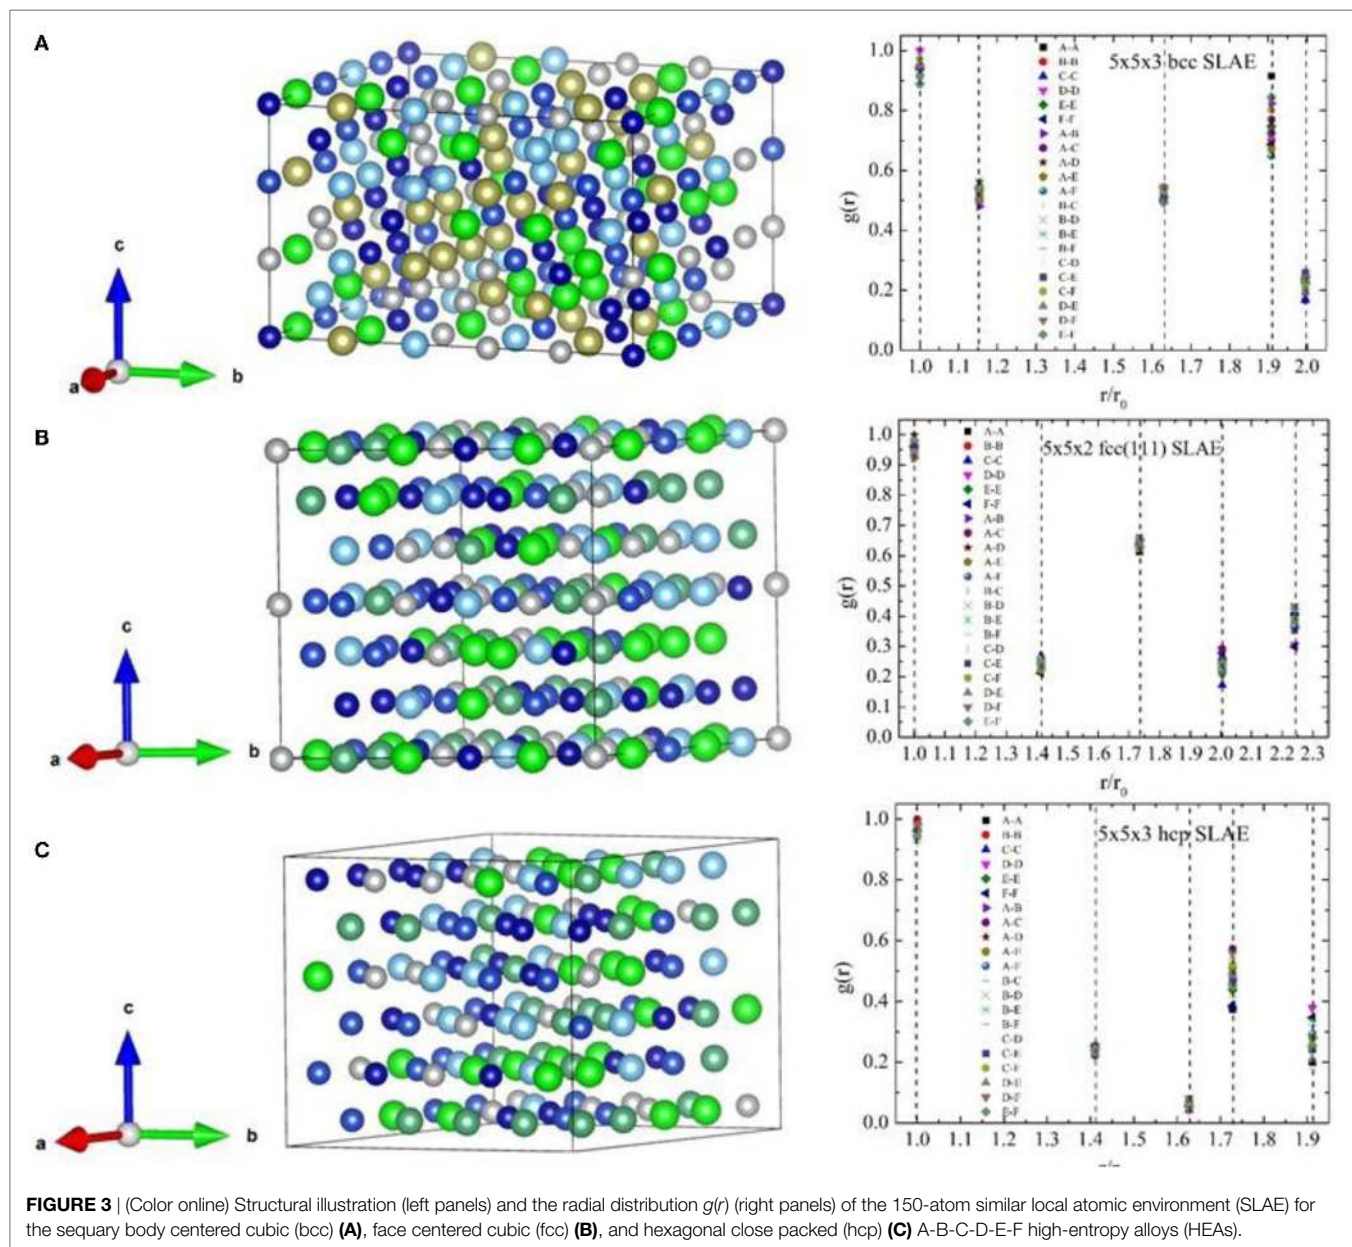 A
c
a
b
1.0
0.8
0.6
0.4
0.2
0.0
g(r)
5x5x3 bcc SLAE
A-A
B-B
C-C
D-D
E-E
F-F
A-B
A-C
A-D
A-E
A-F
B-C
B-D
B-E
B-F
C-D
C-E
C-F
D-E
D-F
E-F
1.0 1.1 1.2 1.3 1.4 1.5 1.6 1.7 1.8 1.9 2.0
r/r0
B
c
a
b
1.0
0.9
0.8
0.7
0.6
0.5
0.4
0.3
0.2
0.1
0.0
g(r)
5x5x2 fcc(111) SLAE
A-A
B-B
C-C
D-D
E-E
F-F
A-B
A-C
A-D
A-E
A-F
B-C
B-D
B-E
B-F
C-D
C-E
C-F
D-E
D-F
E-F
1.0 1.1 1.2 1.3 1.4 1.5 1.6 1.7 1.8 1.9 2.0 2.1 2.2 2.3
r/r0
C
c
a
b
1.0
0.8
0.6
0.4
0.2
0.0
g(r)
5x5x3 hcp SLAE
A-A
B-B
C-C
D-D
E-E
F-F
A-B
A-C
A-D
A-E
A-F
B-C
B-D
B-E
B-F
C-D
C-E
C-F
D-E
D-F
E-F
1.0 1.1 1.2 1.3 1.4 1.5 1.6 1.7 1.8 1.9
FIGURE 3 | (Color online) Structural illustration (left panels) and the radial distribution g(r) (right panels) of the 150-atom similar local atomic environment (SLAE) for
the sequary body centered cubic (bcc) (A), face centered cubic (fcc) (B), and hexagonal close packed (hcp) (C) A-B-C-D-E-F high-entropy alloys (HEAs).